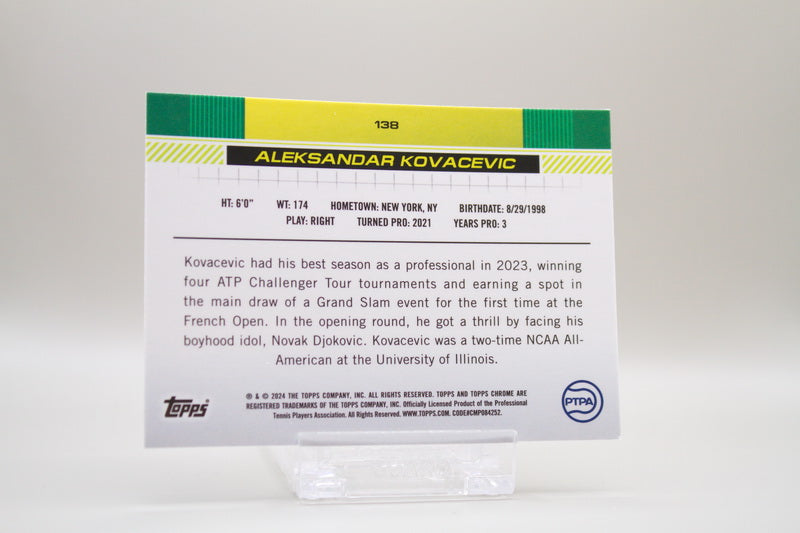 138
ALEKSANDAR KOVACEVIC
HT: 6'0" WT: 174 HOMETOWN: NEW YORK, NY BIRTHDATE: 8/29/1998
PLAY: RIGHT TURNED PRO: 2021 YEARS PRO: 3
Kovacevic had his best season as a professional in 2023, winning
four ATP Challenger Tour tournaments and earning a spot in
the main draw of a Grand Slam event for the first time at the
French Open. In the opening round, he got a thrill by facing his
boyhood idol, Novak Djokovic. Kovacevic was a two-time NCAA All-
American at the University of Illinois.
Topps
® & © 2024 THE TOPPS COMPANY, INC. ALL RIGHTS RESERVED. TOPPS AND TOPPS CHROME ARE
REGISTERED TRADEMARKS OF THE TOPPS COMPANY, INC. Officially Licensed Product of the Professional
Tennis Players Association. All Rights Reserved. WWW.TOPPS.COM. CODE#CMP084252.
PTPA